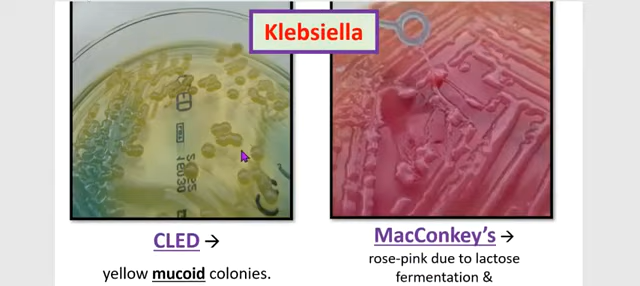 Klebsiella
CLED →
yellow mucoid colonies.
MacConkey's →
rose-pink due to lactose
fermentation &